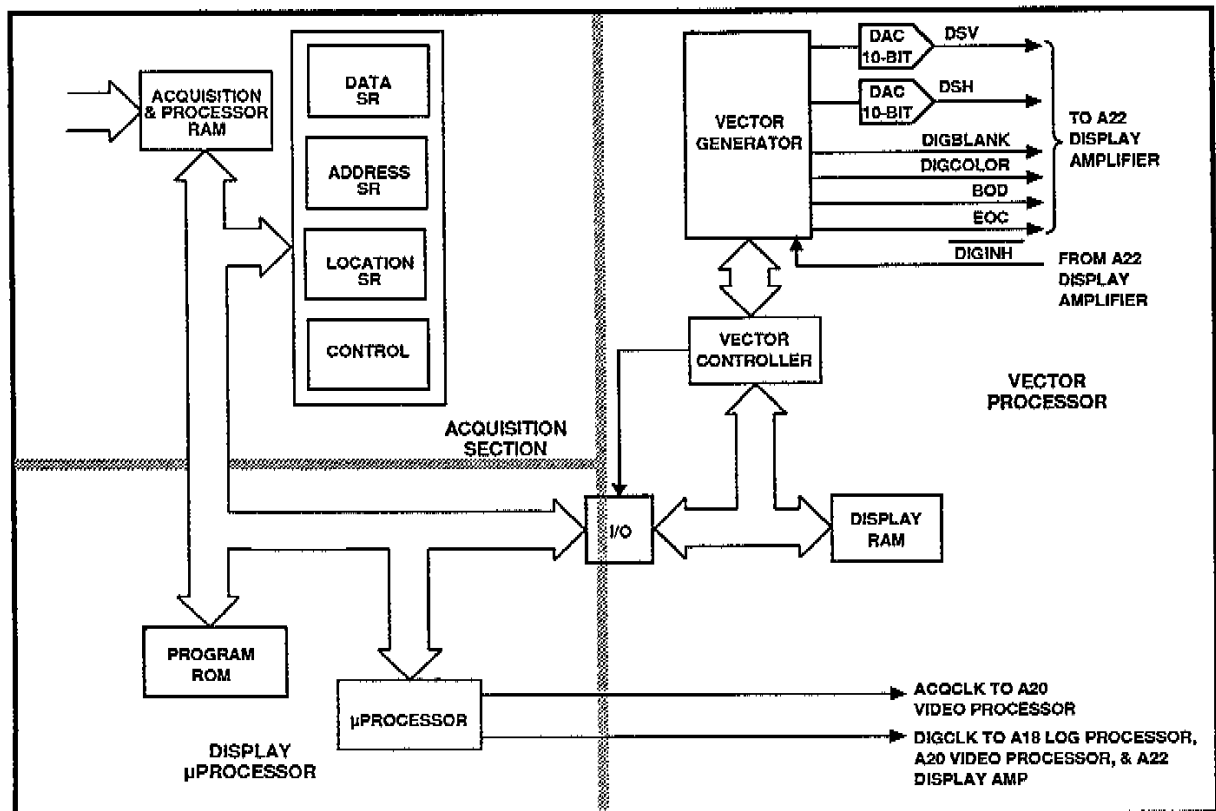 ACQUISITION
& PROCESSOR
RAM
DATA
SR
ADDRESS
SR
LOCATION
SR
CONTROL
ACQUISITION
SECTION
VECTOR
GENERATOR
DAC
10-BIT
DSV
DAC
10-BIT
DSH
DIGBLANK
DIGCOLOR
BOD
EOC
TO A22
DISPLAY
AMPLIFIER
DIGINH
FROM A22
DISPLAY
AMPLIFIER
VECTOR
CONTROLLER
VECTOR
PROCESSOR
I/O
DISPLAY
RAM
PROGRAM
ROM
µPROCESSOR
DISPLAY
µPROCESSOR
ACQCLK TO A20
VIDEO PROCESSOR
DIGCLK TO A18 LOG PROCESSOR,
A20 VIDEO PROCESSOR, & A22
DISPLAY AMP